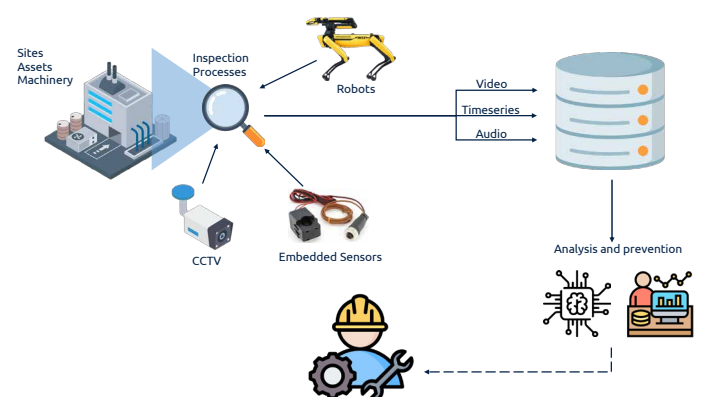 Sites
Assets
Machinery
Inspection
Processes
Robots
Video
Timeseries
Audio
CCTV
Embedded Sensors
Analysis and prevention